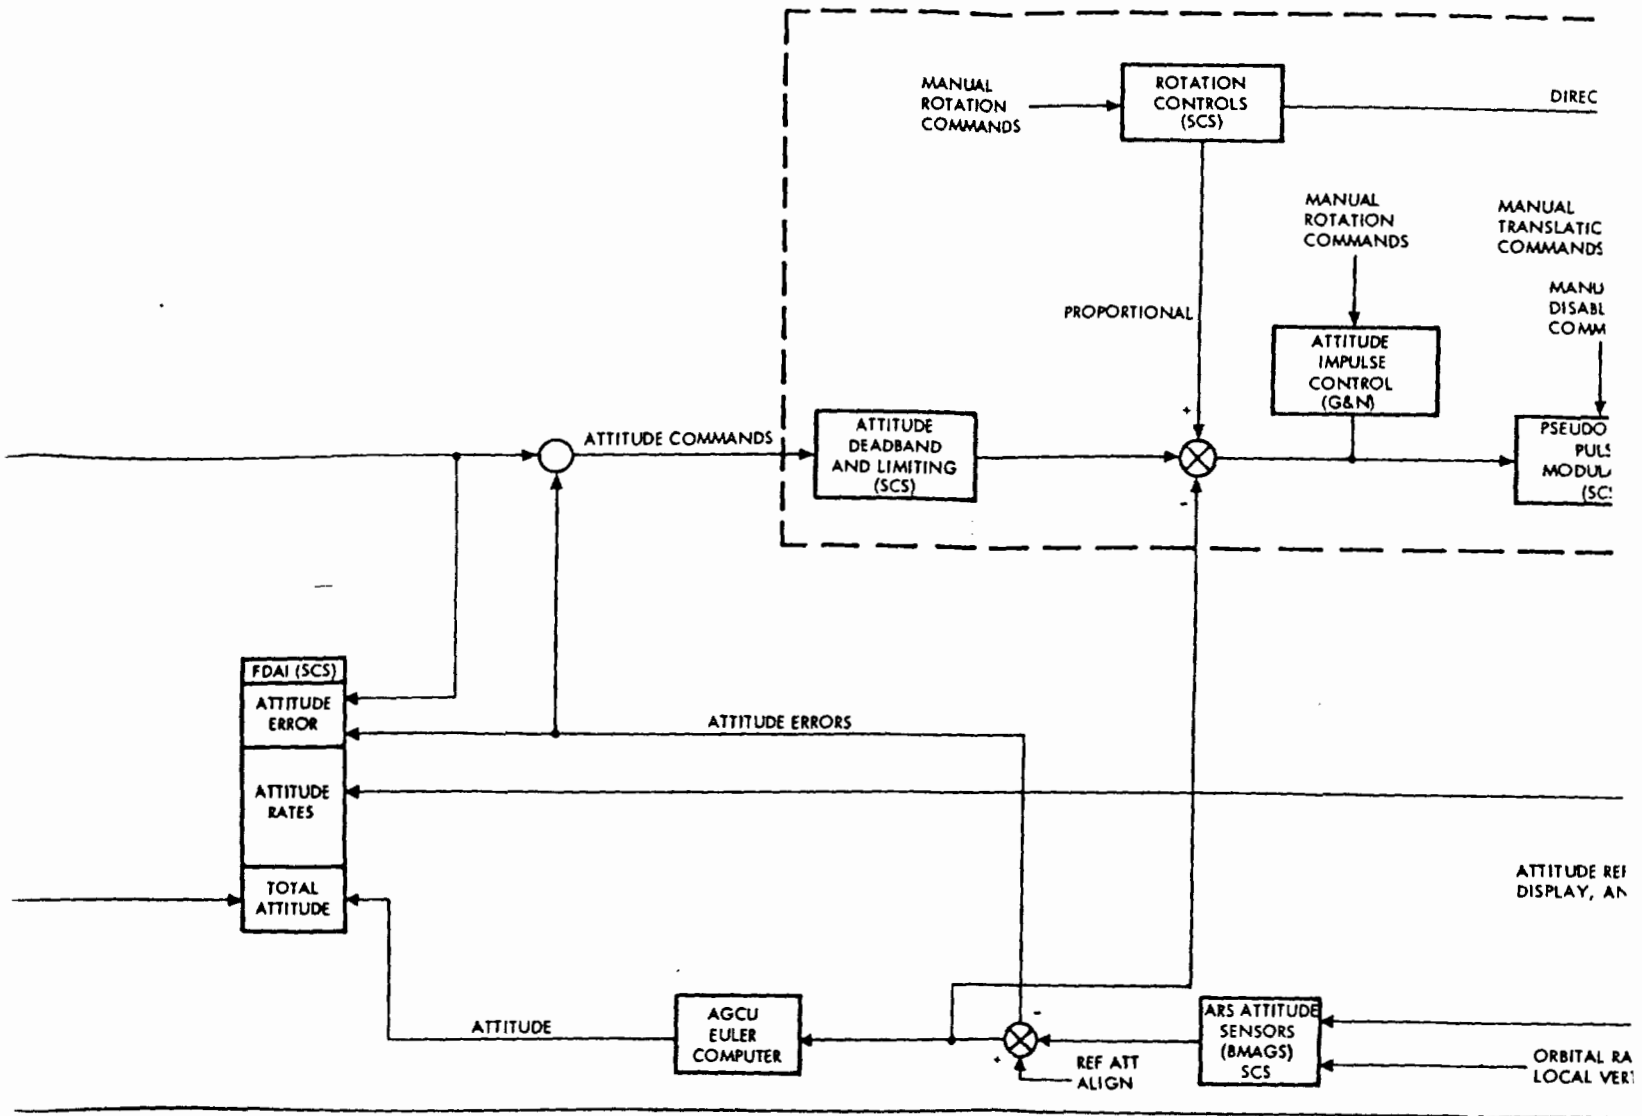 MANUAL
ROTATION
COMMANDS
ROTATION
CONTROLS
(SCS)
DIREC
MANUAL
ROTATION
COMMANDS
MANUAL
TRANSLATIC
COMMANDS
MANU
DISABL
COMM
PROPORTIONAL
ATTITUDE
IMPULSE
CONTROL
(G&N)
+
ATTITUDE COMMANDS
ATTITUDE
DEADBAND
AND LIMITING
(SCS)
PSEUDO
PULS
MODUL
(SCS
-
FDAI (SCS)
ATTITUDE
ERROR
ATTITUDE ERRORS
ATTITUDE
RATES
TOTAL
ATTITUDE
ATTITUDE REF
DISPLAY, AN
ATTITUDE
AGCU
EULER
COMPUTER
-
+
REF ATT
ALIGN
ARS ATTITUDE
SENSORS
(BMAGS)
SCS
ORBITAL RA
LOCAL VERT